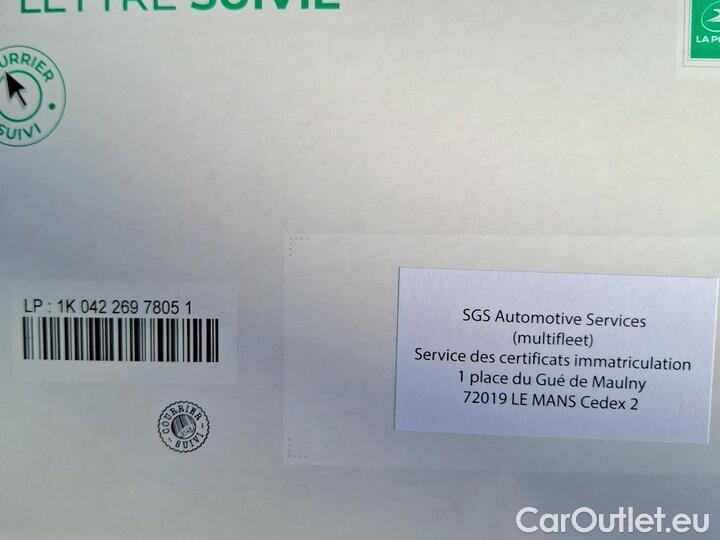 LETTRE SUIVIE
LA PO
COURRIER
SUIVI
LP : 1K 042 269 7805 1
COURRIER
SUIVI
SGS Automotive Services
(multifleet)
Service des certificats immatriculation
1 place du Gué de Maulny
72019 LE MANS Cedex 2
CarOutlet.eu